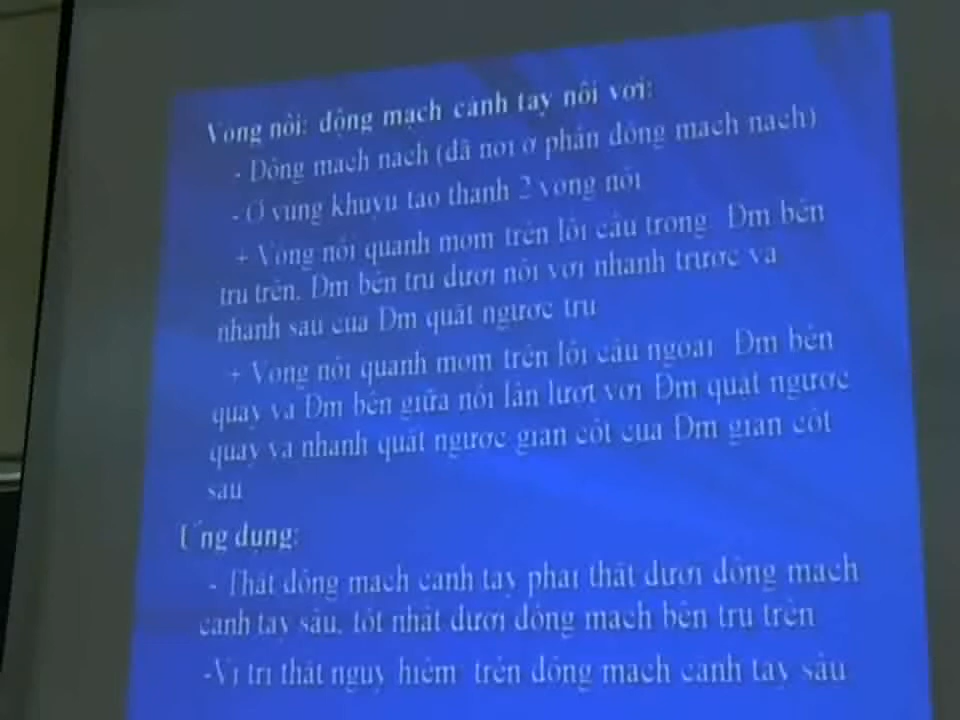 Vòng nối: động mạch cánh tay nối với:
- Động mạch nách (đã nói ở phần động mạch nách)
- Ở vùng khuỷu tạo thành 2 vòng nối
+ Vòng nối quanh mỏm trên lồi cầu trong: Đm bên
trụ trên, Đm bên trụ dưới nối với nhánh trước và
nhánh sau của Đm quặt ngược trụ
+ Vòng nối quanh mỏm trên lồi cầu ngoài: Đm bên
quay và Đm bên giữa nối lần lượt với Đm quặt ngược
quay và nhánh quặt ngược gian cốt của Đm gian cốt
sau
Ứng dụng:
- Thắt động mạch cánh tay phải thắt dưới động mạch
cánh tay sâu, tốt nhất dưới động mạch bên trụ trên
-Vị trí thắt nguy hiểm: trên động mạch cánh tay sâu